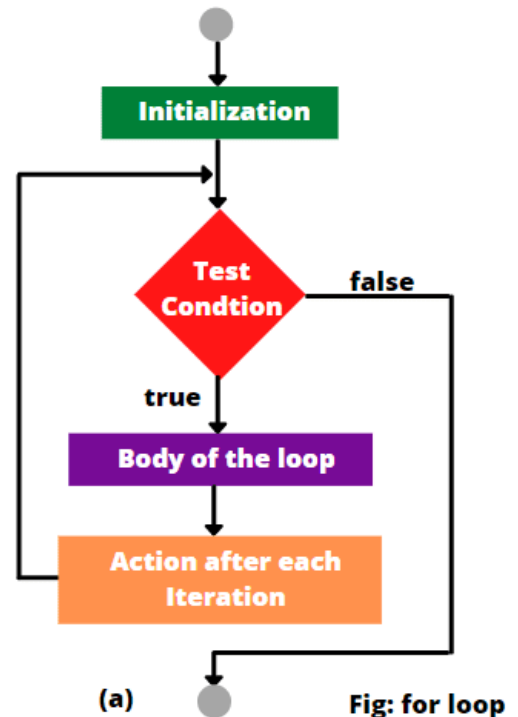 Initialization
Test
Condtion
false
true
Body of the loop
Action after each
Iteration
(a)
Fig: for loop